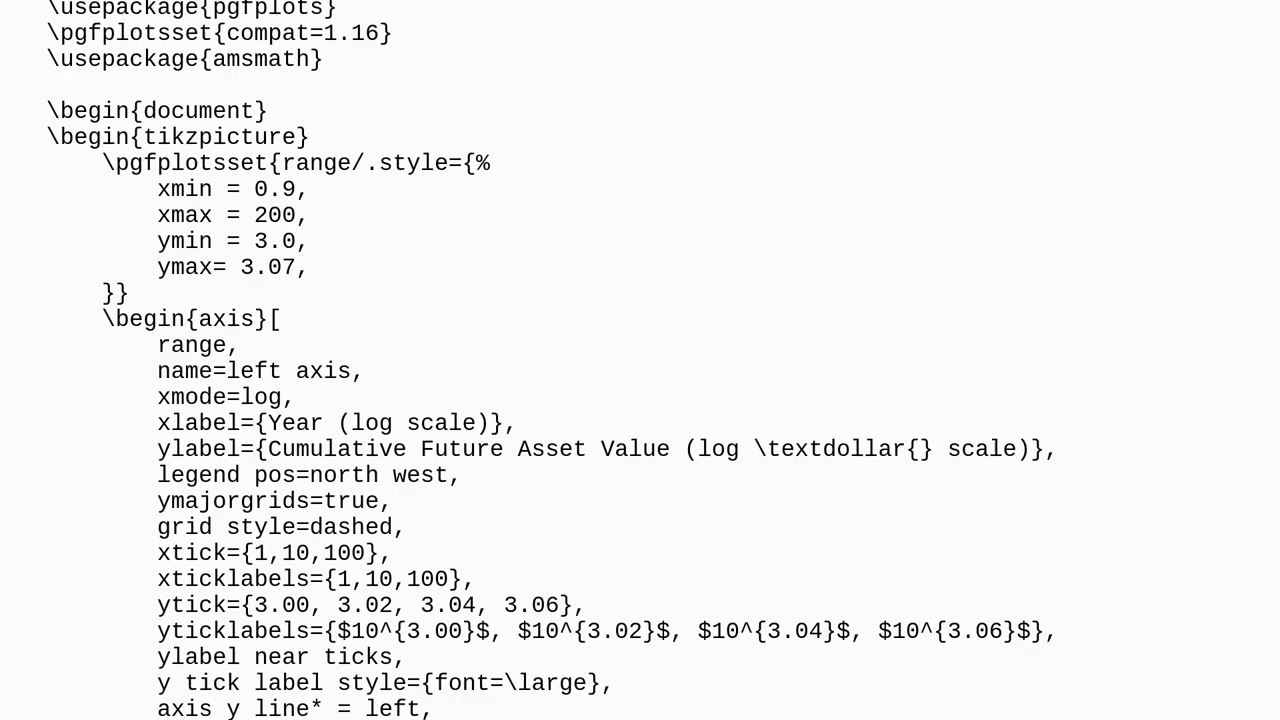 \usepackage{pgfplots}
\pgfplotsset{compat=1.16}
\usepackage{amsmath}
\begin{document}
\begin{tikzpicture}
\pgfplotsset{range/.style={%
xmin = 0.9,
xmax = 200,
ymin = 3.0,
ymax= 3.07,
}}
\begin{axis}[
range,
name=left axis,
xmode=log,
xlabel={Year (log scale)},
ylabel={Cumulative Future Asset Value (log \textdollar{} scale)},
legend pos=north west,
ymajorgrids=true,
grid style=dashed,
xtick={1,10,100},
xticklabels={1,10,100},
ytick={3.00, 3.02, 3.04, 3.06},
yticklabels={$10^{3.00}$, $10^{3.02}$, $10^{3.04}$, $10^{3.06}$},
ylabel near ticks,
y tick label style={font=\large},
axis y line* = left,